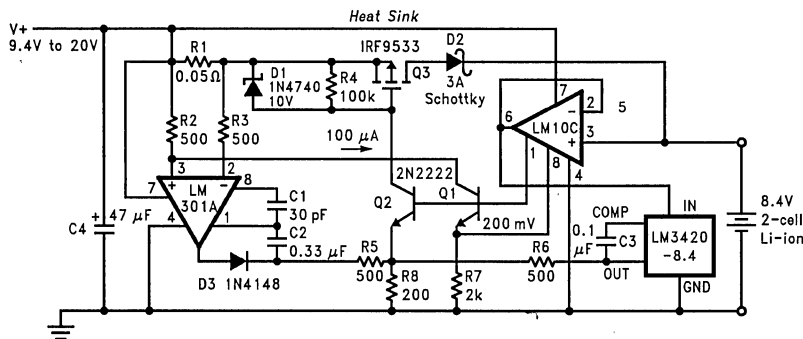 Heat Sink
V+
9.4V to 20V
R1
0.05Ω
D1
1N4740
10V
R4
100k
IRF9533
Q3
D2
3A
Schottky
R2
500
R3
500
100 μA
3
2
+
−
LM
301A
7
4
8
1
C1
30 pF
C2
0.33 μF
C4
+
47 μF
D3 1N4148
2N2222
Q2
Q1
200 mV
R5
500
R8
200
R7
2k
R6
500
6
7
2
5
−
LM10C
+
3
4
1
8
COMP
IN
0.1
μF
C3
LM3420
-8.4
OUT
GND
8.4V
2-cell
Li-ion